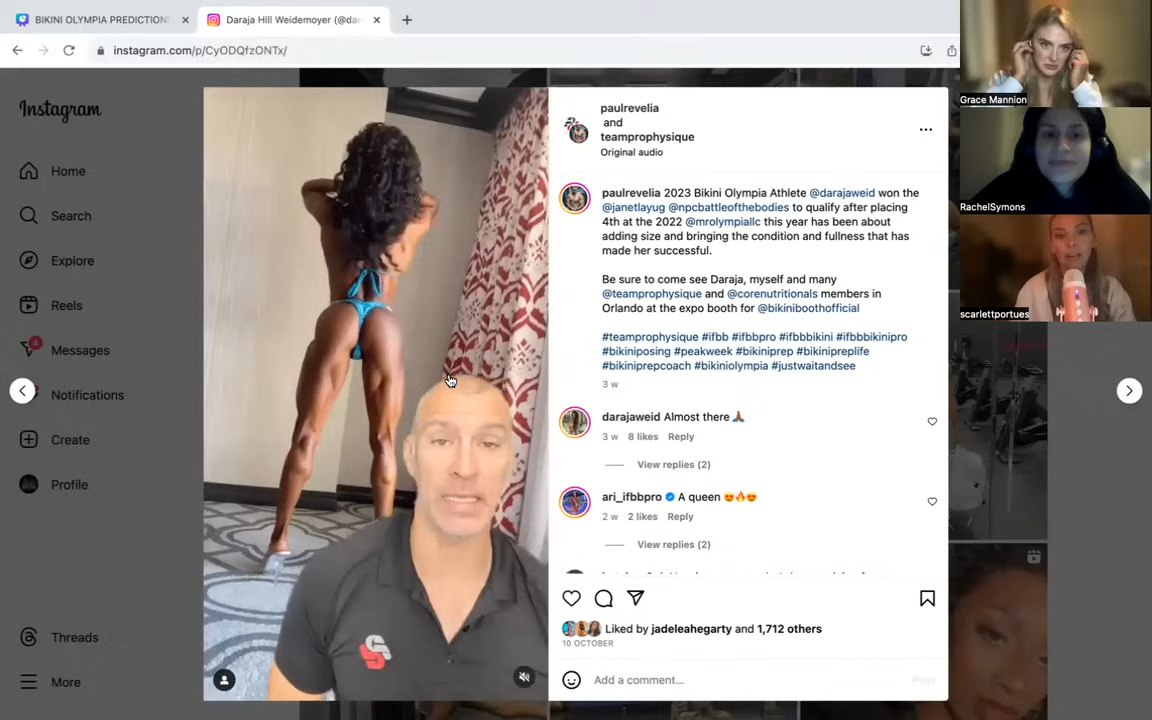 BIKINI OLYMPIA PREDICTION
Daraja Hill Weidemoyer (@da
instagram.com/p/CyODQfzONTx/
Instagram
Home
Search
Explore
Reels
4
Messages
Notifications
Create
Profile
Threads
More
paulrevelia
and
teamprophysique
Original audio
paulrevelia 2023 Bikini Olympia Athlete @darajaweid won the
@janetlayug @npcbattleofthebodies to qualify after placing
4th at the 2022 @mrolympiallc this year has been about
adding size and bringing the condition and fullness that has
made her successful.
Be sure to come see Daraja, myself and many
@teamprophysique and @corenutritionals members in
Orlando at the expo booth for @bikiniboothofficial
#teamprophysique #ifbb #ifbbpro #ifbbbikini #ifbbbikinipro
#bikiniposing #peakweek #bikiniprep #bikinipreplife
#bikiniprepcoach #bikiniolympia #justwaitandsee
3 w
darajaweid Almost there 🙏🏾
3 w 8 likes Reply
View replies (2)
ari_ifbbpro A queen 😍🔥😍
2 w 2 likes Reply
View replies (2)
Liked by jadeleahegarty and 1,712 others
10 OCTOBER
Add a comment...
Post
Grace Mannion
RachelSymons
scarlettportues